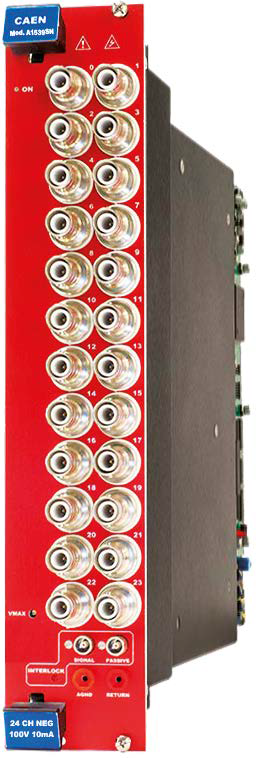 CAEN
Mod. A1539SN
ON
0 1
2 3
4 5
6 7
8 9
10 11
12 13
14 15
16 17
18 19
20 21
22 23
VMAX
SIGNAL PASSIVE
INTERLOCK
AGND RETURN
24 CH NEG
100V 10mA